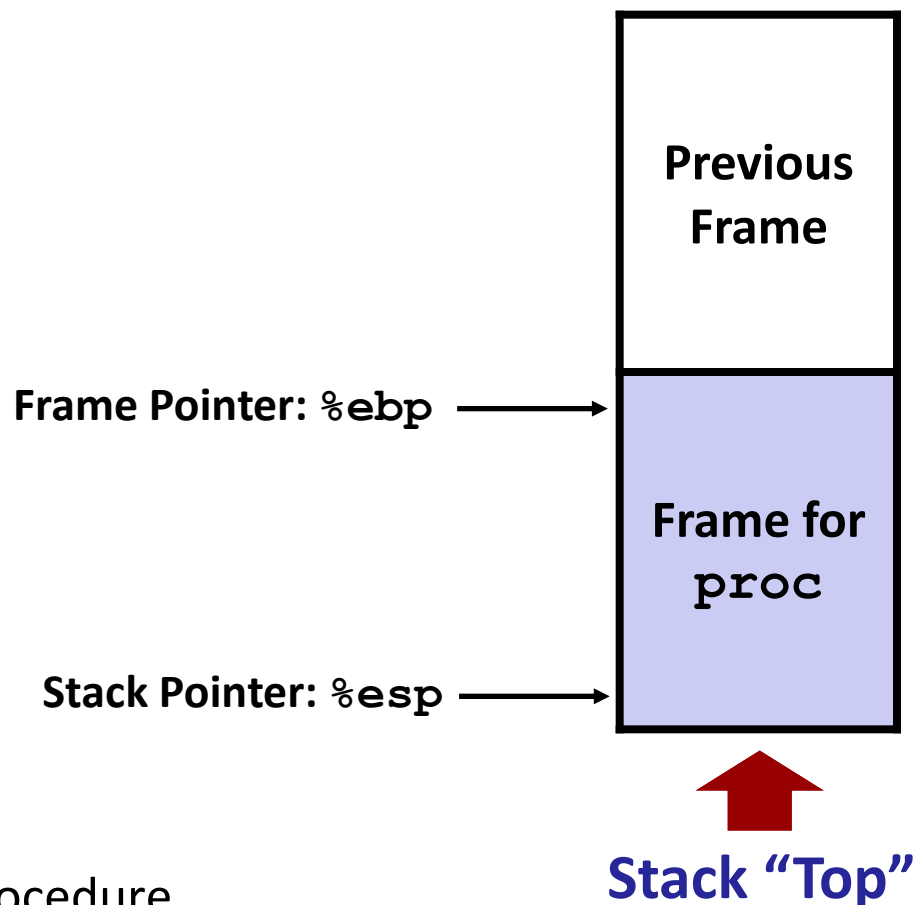 Previous
Frame
Frame Pointer: %ebp
Frame for
proc
Stack Pointer: %esp
Stack “Top”